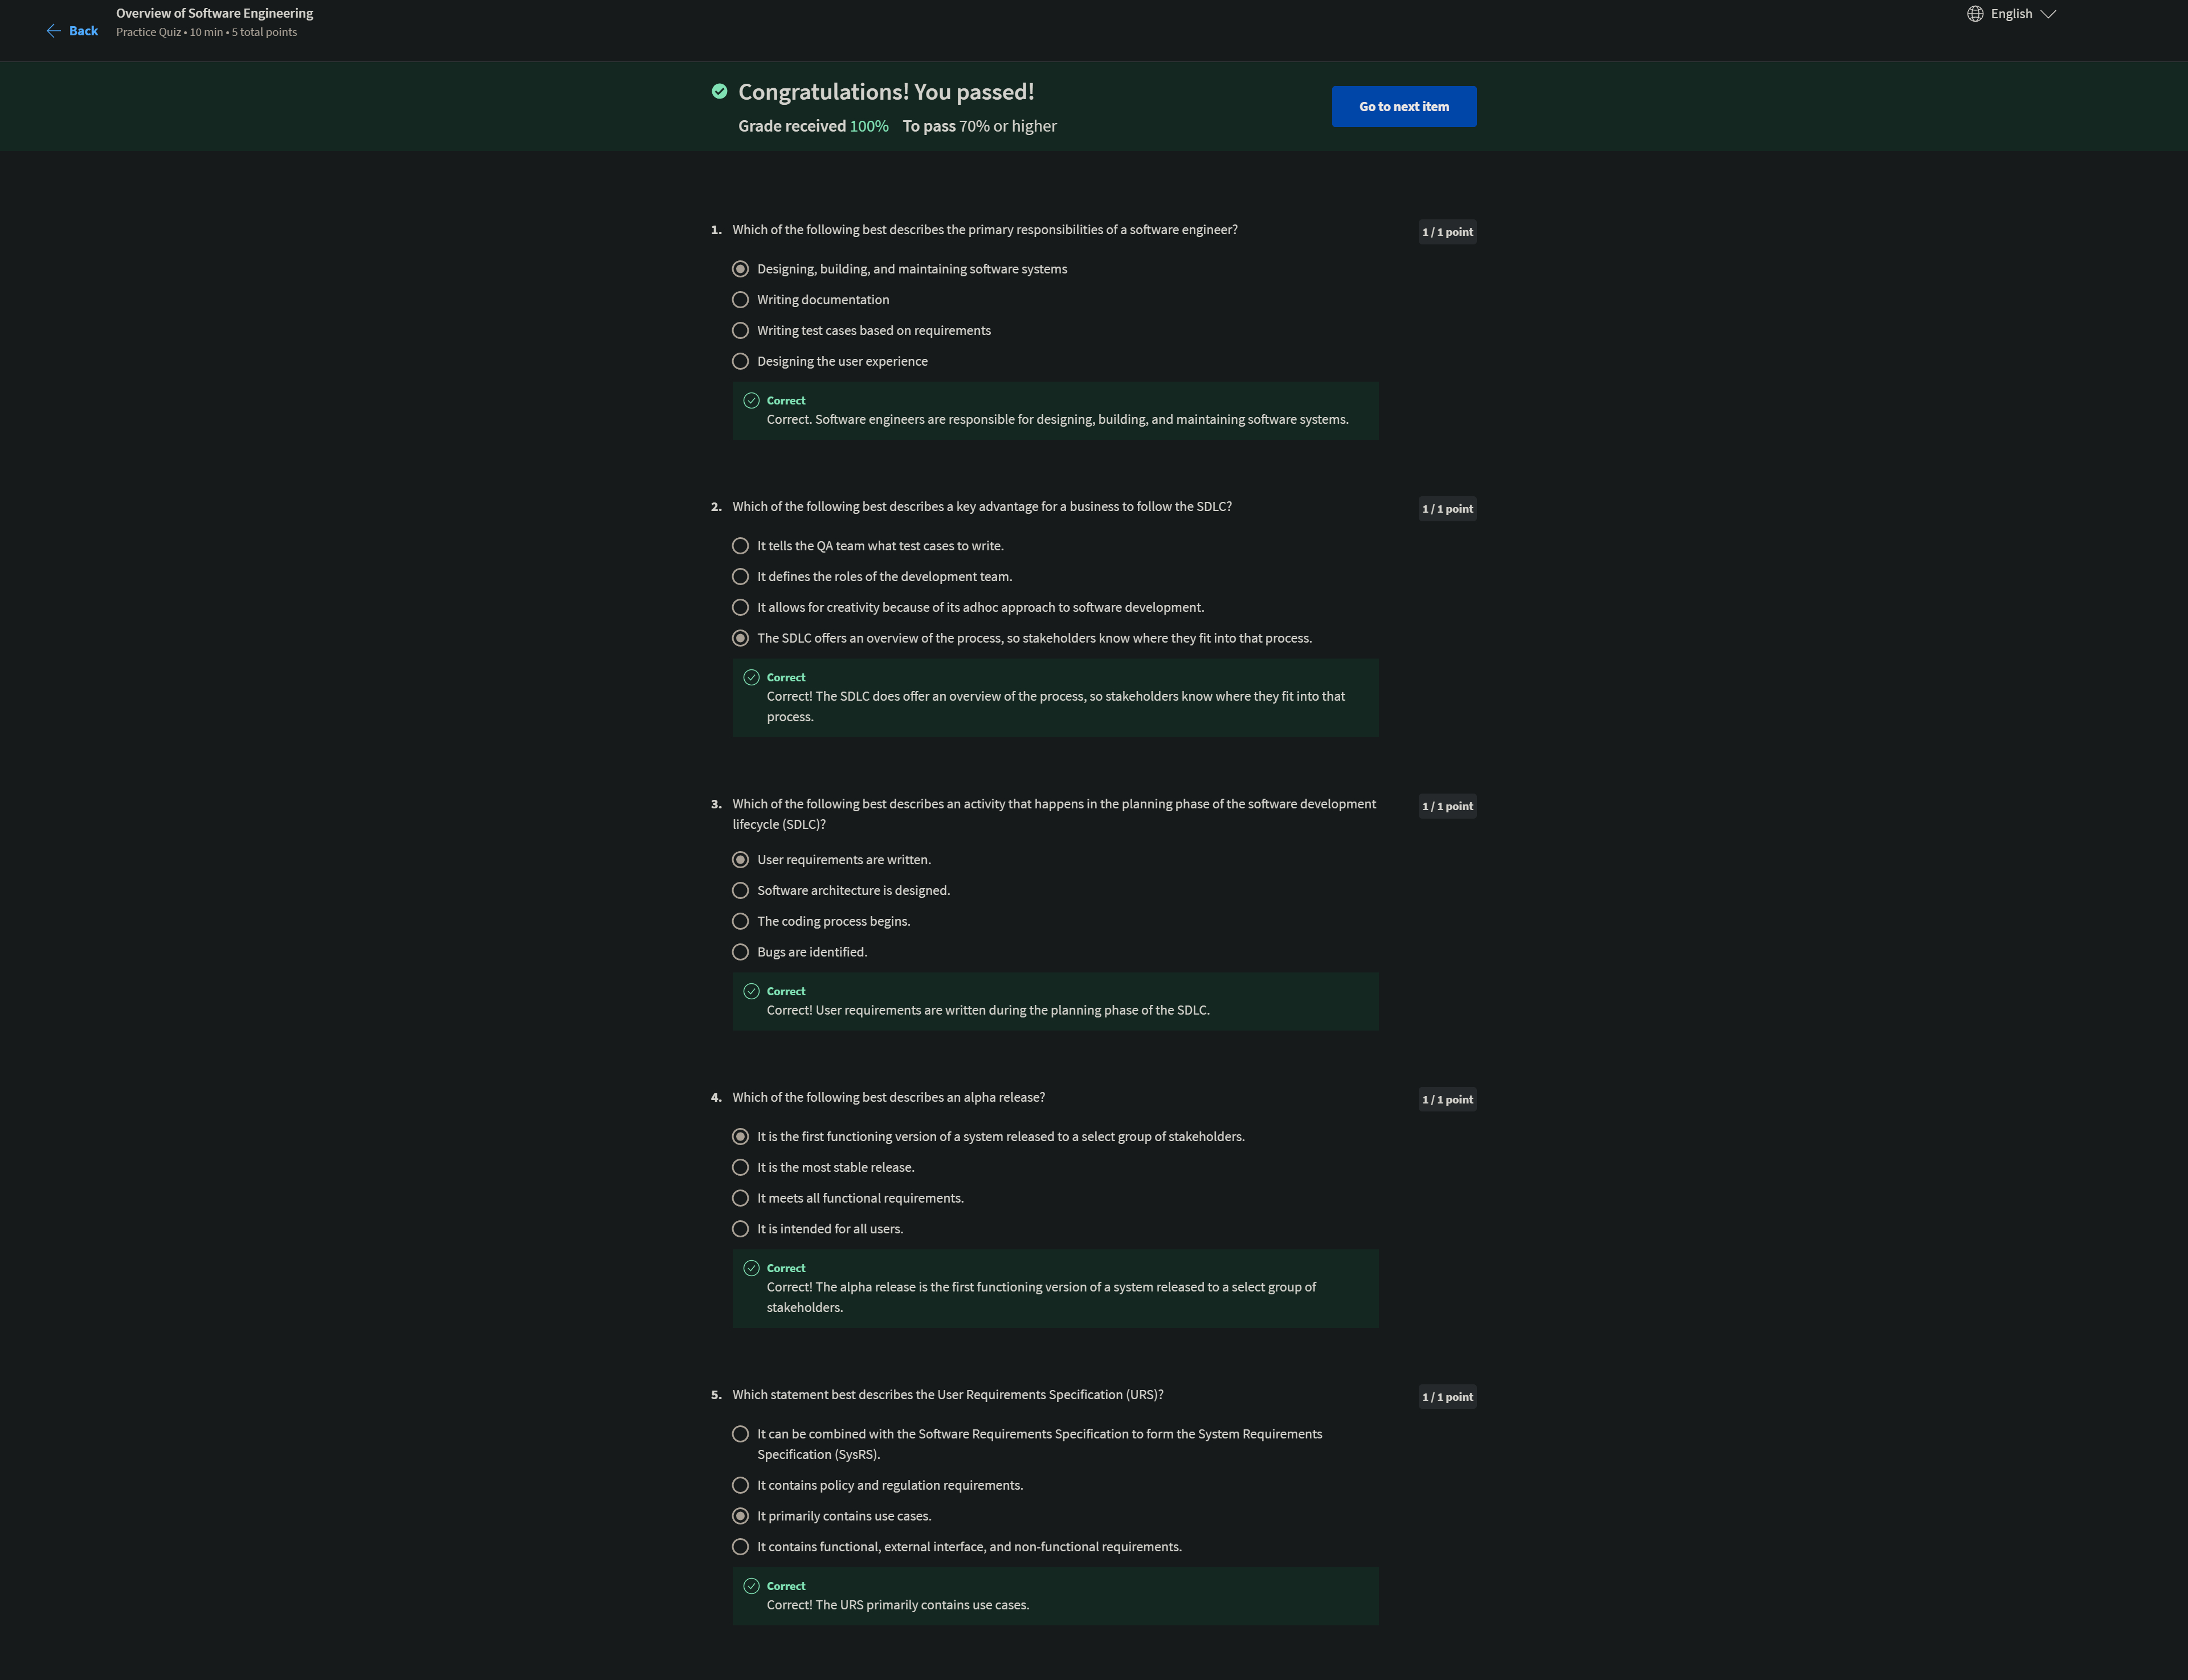 Back
Overview of Software Engineering
Practice Quiz • 10 min • 5 total points
English
Congratulations! You passed!
Grade received 100% To pass 70% or higher
Go to next item
1. Which of the following best describes the primary responsibilities of a software engineer?
1 / 1 point
Designing, building, and maintaining software systems
Writing documentation
Writing test cases based on requirements
Designing the user experience
Correct
Correct. Software engineers are responsible for designing, building, and maintaining software systems.
2. Which of the following best describes a key advantage for a business to follow the SDLC?
1 / 1 point
It tells the QA team what test cases to write.
It defines the roles of the development team.
It allows for creativity because of its adhoc approach to software development.
The SDLC offers an overview of the process, so stakeholders know where they fit into that process.
Correct
Correct! The SDLC does offer an overview of the process, so stakeholders know where they fit into that
process.
3. Which of the following best describes an activity that happens in the planning phase of the software development
lifecycle (SDLC)?
1 / 1 point
User requirements are written.
Software architecture is designed.
The coding process begins.
Bugs are identified.
Correct
Correct! User requirements are written during the planning phase of the SDLC.
4. Which of the following best describes an alpha release?
1 / 1 point
It is the first functioning version of a system released to a select group of stakeholders.
It is the most stable release.
It meets all functional requirements.
It is intended for all users.
Correct
Correct! The alpha release is the first functioning version of a system released to a select group of
stakeholders.
5. Which statement best describes the User Requirements Specification (URS)?
1 / 1 point
It can be combined with the Software Requirements Specification to form the System Requirements
Specification (SysRS).
It contains policy and regulation requirements.
It primarily contains use cases.
It contains functional, external interface, and non-functional requirements.
Correct
Correct! The URS primarily contains use cases.